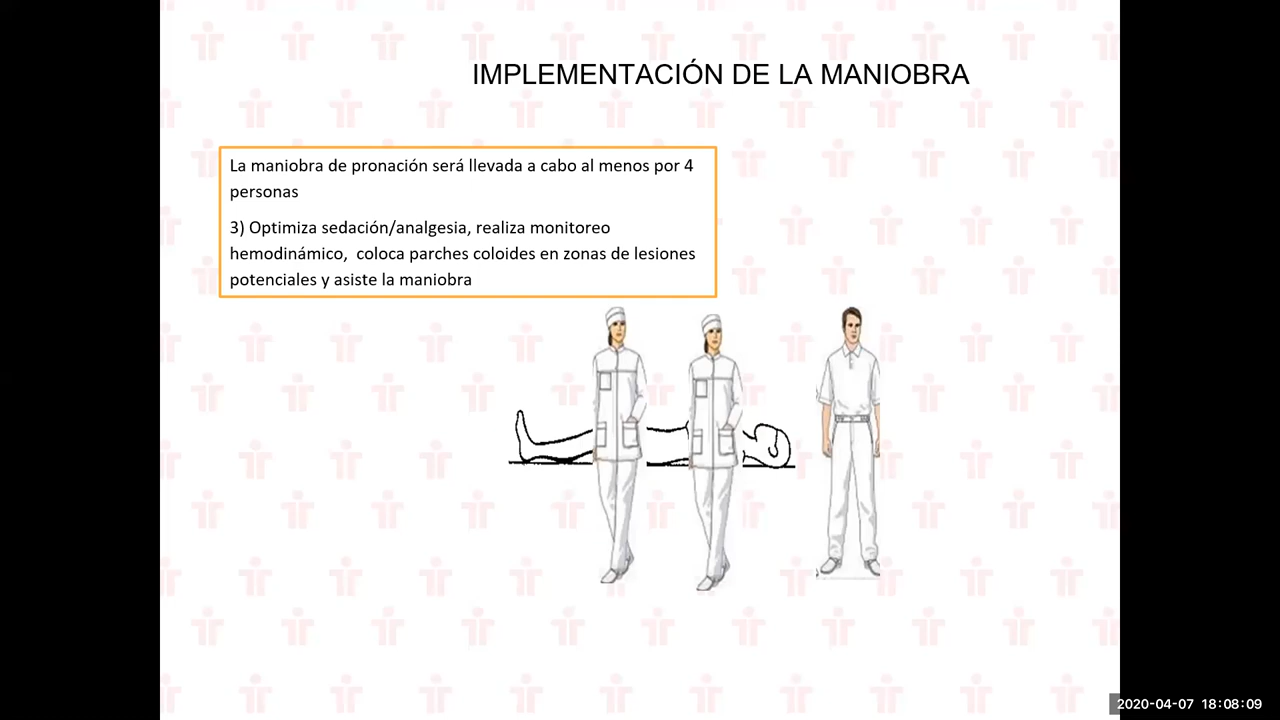 IMPLEMENTACIÓN DE LA MANIOBRA
La maniobra de pronación será llevada a cabo al menos por 4
personas
3) Optimiza sedación/analgesia, realiza monitoreo
hemodinámico,  coloca parches coloides en zonas de lesiones
potenciales y asiste la maniobra
2020-04-07 18:08:09